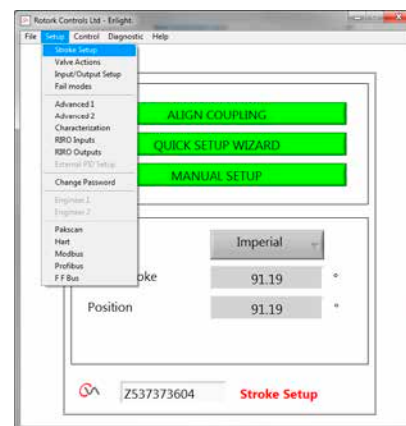 Rotork Controls Ltd - Enlight.
File Setup Control Diagnostic Help
Stroke Setup
Valve Actions
Input/Output Setup
Fail modes
Advanced 1
Advanced 2
Characterization
RIRO Inputs
RIRO Outputs
External PID Setup
Change Password
Engineer 1
Engineer 2
Pakscan
Hart
Modbus
Profibus
F F Bus
ALIGN COUPLING
QUICK SETUP WIZARD
MANUAL SETUP
Imperial
oke 91.19 °
Position 91.19 °
Z537373604 Stroke Setup